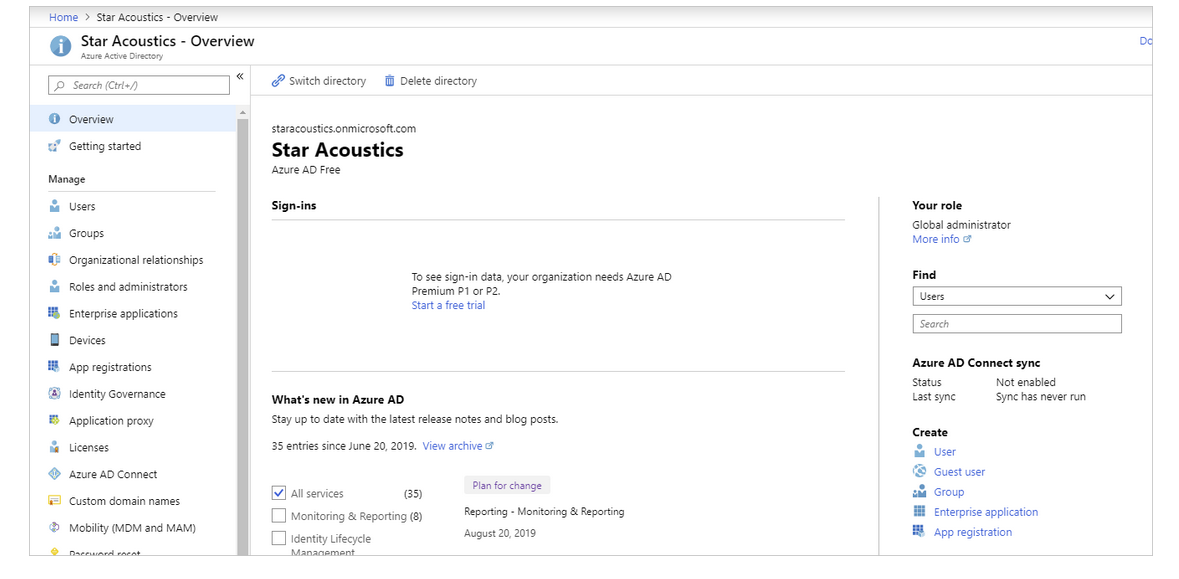 Home > Star Acoustics - Overview
Star Acoustics - Overview
Azure Active Directory
Do
Search (Ctrl+/)
«
Overview
Getting started
Manage
Users
Groups
Organizational relationships
Roles and administrators
Enterprise applications
Devices
App registrations
Identity Governance
Application proxy
Licenses
Azure AD Connect
Custom domain names
Mobility (MDM and MAM)
Password reset
Switch directory
Delete directory
staracoustics.onmicrosoft.com
Star Acoustics
Azure AD Free
Sign-ins
To see sign-in data, your organization needs Azure AD
Premium P1 or P2.
Start a free trial
What's new in Azure AD
Stay up to date with the latest release notes and blog posts.
35 entries since June 20, 2019. View archive
All services (35)
Monitoring & Reporting (8)
Identity Lifecycle
Management
Plan for change
Reporting - Monitoring & Reporting
August 20, 2019
Your role
Global administrator
More info
Find
Users
Search
Azure AD Connect sync
Status Not enabled
Last sync Sync has never run
Create
User
Guest user
Group
Enterprise application
App registration